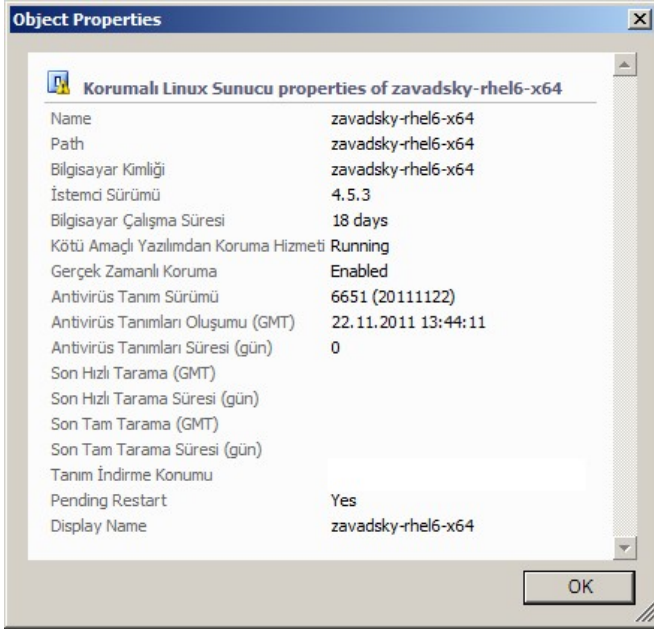 Object Properties
Korumalı Linux Sunucu properties of zavadsky-rhel6-x64
Name zavadsky-rhel6-x64
Path zavadsky-rhel6-x64
Bilgisayar Kimliği zavadsky-rhel6-x64
İstemci Sürümü 4.5.3
Bilgisayar Çalışma Süresi 18 days
Kötü Amaçlı Yazılımdan Koruma Hizmeti Running
Gerçek Zamanlı Koruma Enabled
Antivirüs Tanım Sürümü 6651 (20111122)
Antivirüs Tanımları Oluşumu (GMT) 22.11.2011 13:44:11
Antivirüs Tanımları Süresi (gün) 0
Son Hızlı Tarama (GMT)
Son Hızlı Tarama Süresi (gün)
Son Tam Tarama (GMT)
Son Tam Tarama Süresi (gün)
Tanım İndirme Konumu
Pending Restart Yes
Display Name zavadsky-rhel6-x64
OK